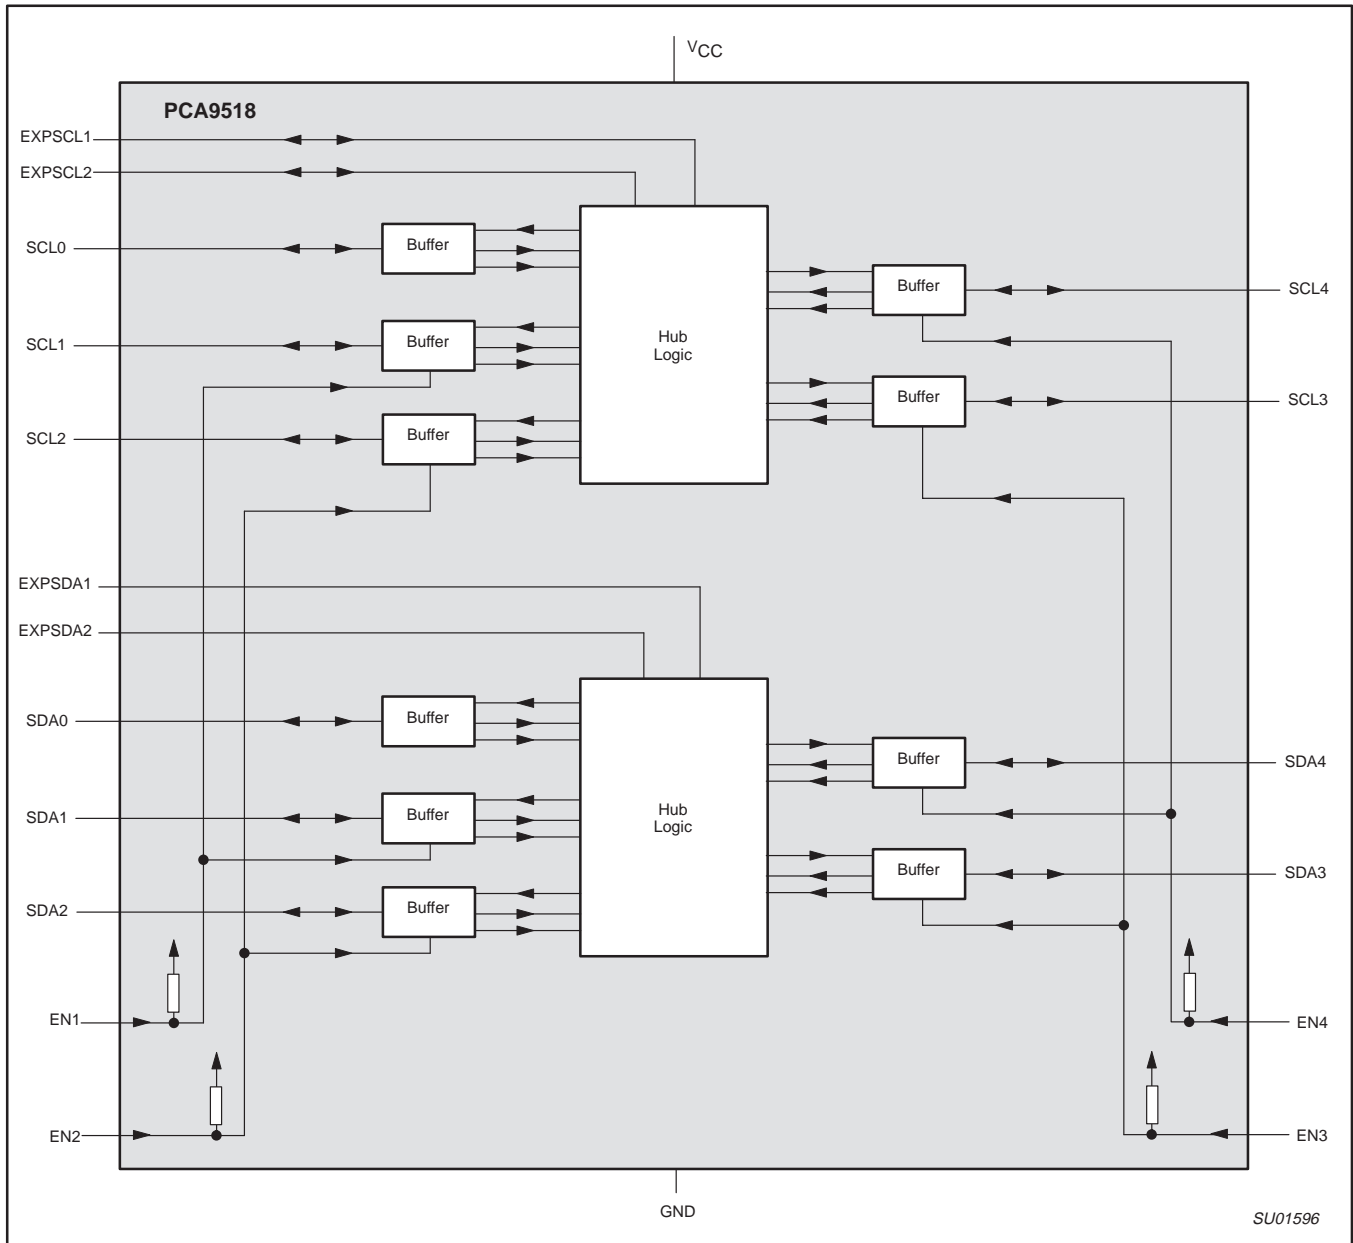 VCC
PCA9518
EXPSCL1
EXPSCL2
SCL0
Buffer
SCL1
Buffer
SCL2
Buffer
Hub
Logic
Buffer
SCL4
Buffer
SCL3
EXPSDA1
EXPSDA2
SDA0
Buffer
SDA1
Buffer
SDA2
Buffer
Hub
Logic
Buffer
SDA4
Buffer
SDA3
EN1
EN2
EN4
EN3
GND
SU01596